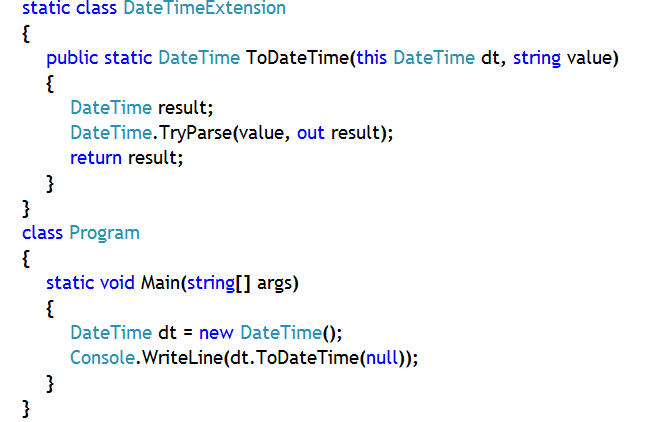 static class DateTimeExtension
{
public static DateTime ToDateTime(this DateTime dt, string value)
{
DateTime result;
DateTime.TryParse(value, out result);
return result;
}
}
class Program
{
static void Main(string[] args)
{
DateTime dt = new DateTime();
Console.WriteLine(dt.ToDateTime(null));
}
}